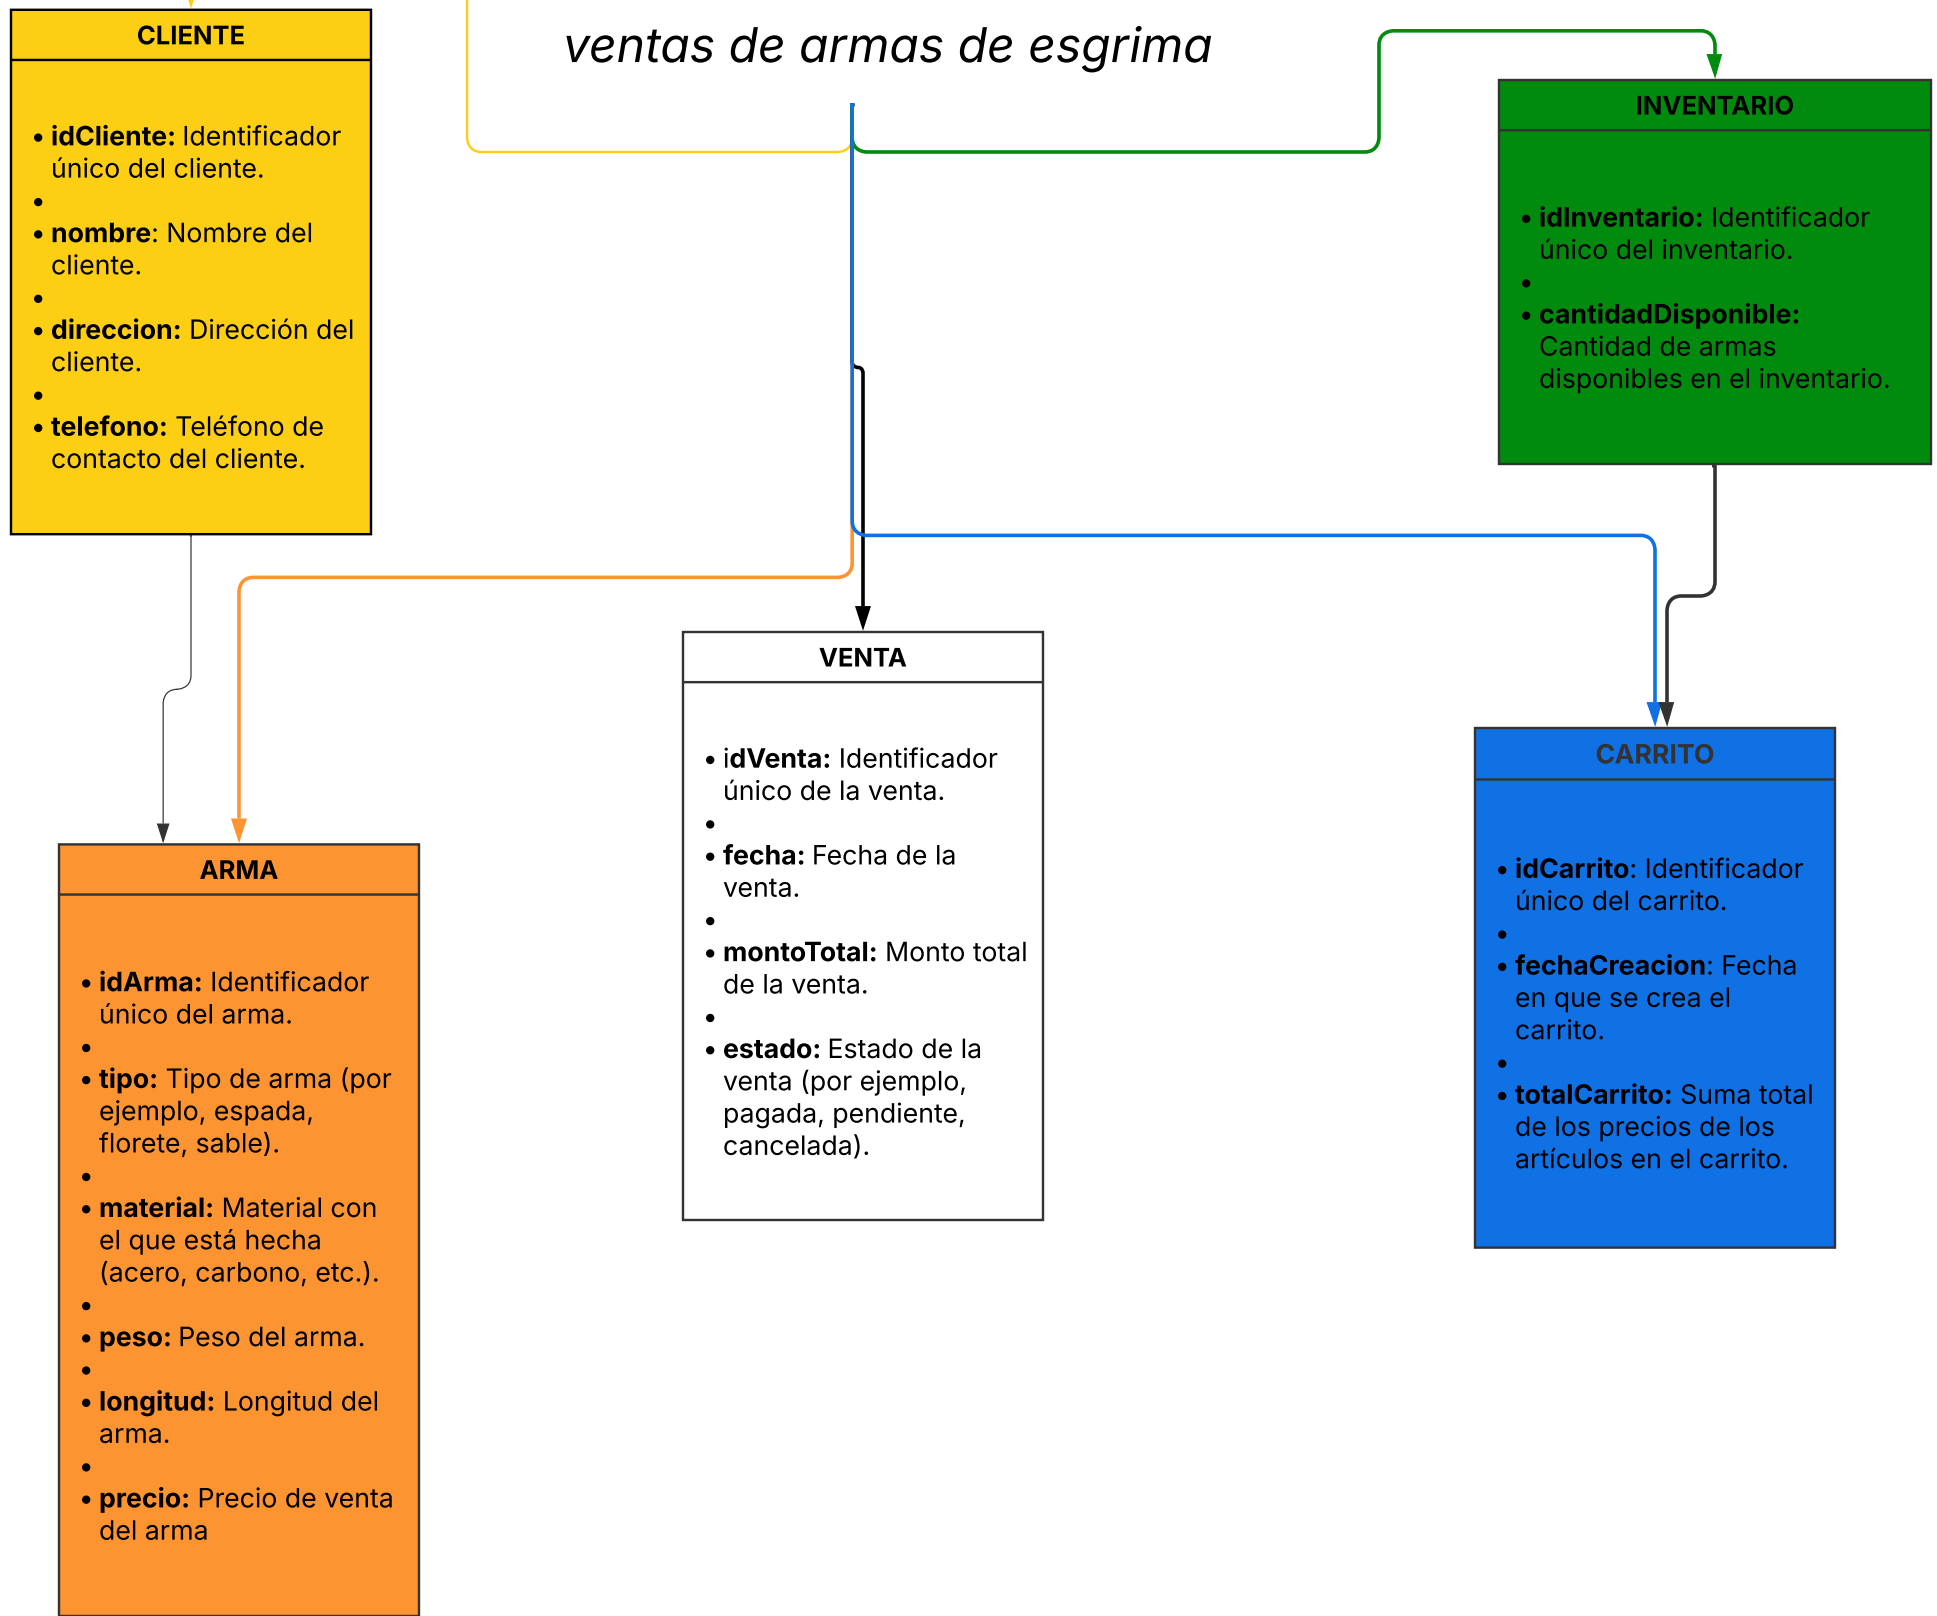 ventas de armas de esgrima
CLIENTE
• idCliente: Identificador
único del cliente.
•
• nombre: Nombre del
cliente.
•
• direccion: Dirección del
cliente.
•
• telefono: Teléfono de
contacto del cliente.
INVENTARIO
• idInventario: Identificador
único del inventario.
•
• cantidadDisponible:
Cantidad de armas
disponibles en el inventario.
ARMA
• idArma: Identificador
único del arma.
•
• tipo: Tipo de arma (por
ejemplo, espada,
florete, sable).
•
• material: Material con
el que está hecha
(acero, carbono, etc.).
•
• peso: Peso del arma.
•
• longitud: Longitud del
arma.
•
• precio: Precio de venta
del arma
VENTA
• idVenta: Identificador
único de la venta.
•
• fecha: Fecha de la
venta.
•
• montoTotal: Monto total
de la venta.
•
• estado: Estado de la
venta (por ejemplo,
pagada, pendiente,
cancelada).
CARRITO
• idCarrito: Identificador
único del carrito.
•
• fechaCreacion: Fecha
en que se crea el
carrito.
•
• totalCarrito: Suma total
de los precios de los
artículos en el carrito.